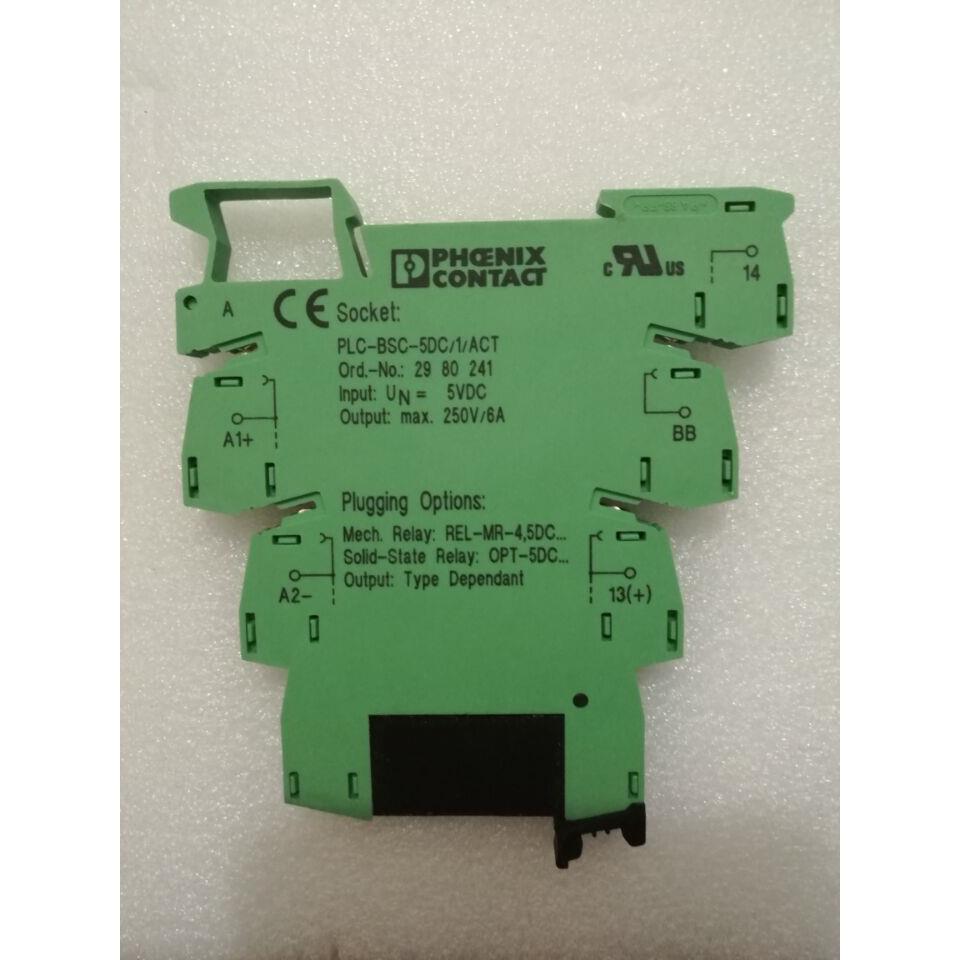 PHŒNIX
CONTACT
c RU US
14
A
CE
Socket:
PLC-BSC-5DC/1/ACT
Ord.-No.: 29 80 241
Input: UN = 5VDC
Output: max. 250V/6A
A1+
BB
Plugging Options:
Mech. Relay: REL-MR-4,5DC...
Solid-State Relay: OPT-5DC...
Output: Type Dependant
A2-
13(+)